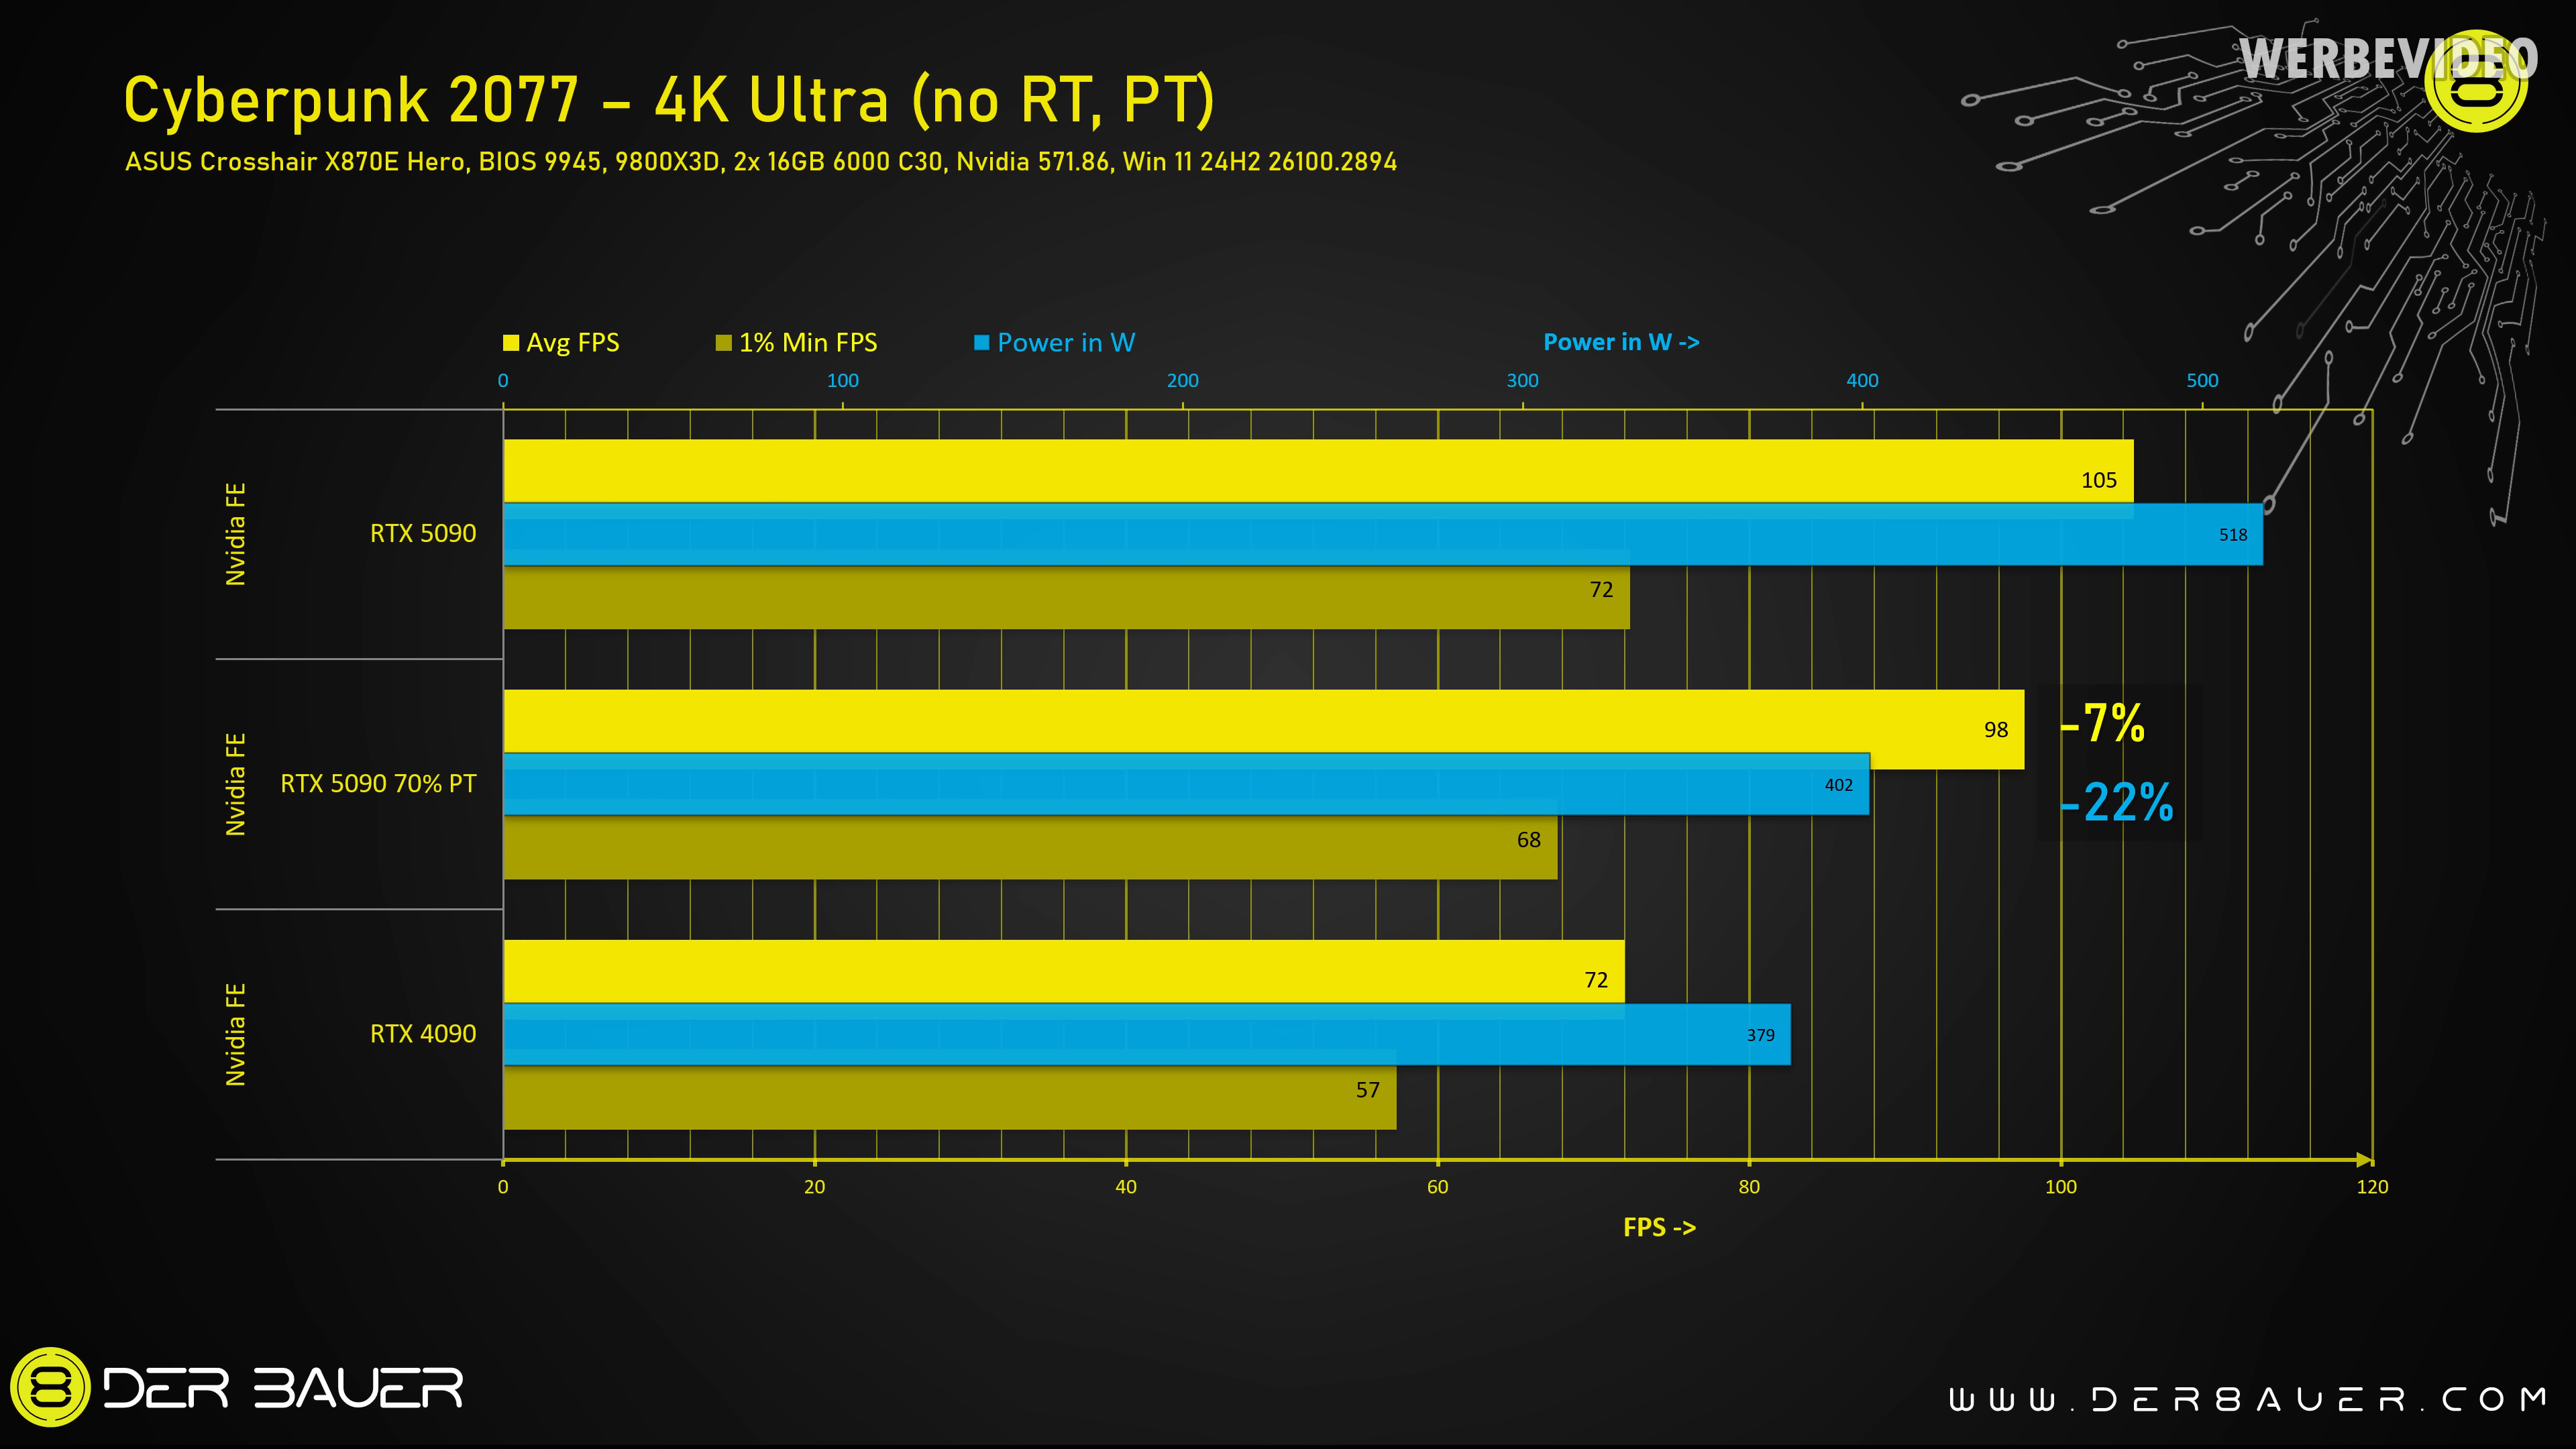 WERBEVIDEO
Cyberpunk 2077 – 4K Ultra (no RT, PT)
ASUS Crosshair X870E Hero, BIOS 9945, 9800X3D, 2x 16GB 6000 C30, Nvidia 571.86, Win 11 24H2 26100.2894
Avg FPS 1% Min FPS Power in W Power in W ->
0 100 200 300 400 500
Nvidia FE
RTX 5090
105
518
72
Nvidia FE
RTX 5090 70% PT
98
402
68
-7%
-22%
Nvidia FE
RTX 4090
72
379
57
0 20 40 60 80 100 120
FPS ->
DER 8AUER
WWW.DER8AUER.COM